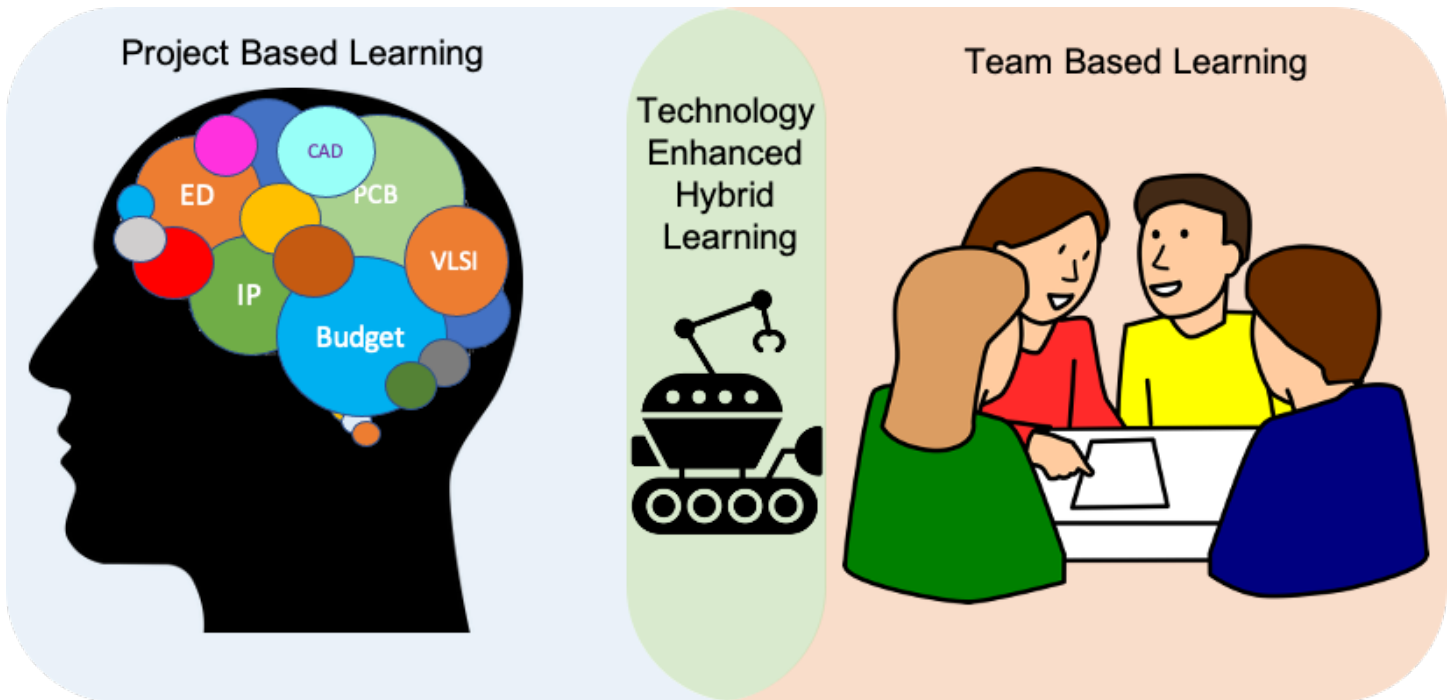 Project Based Learning
CAD
ED
PCB
VLSI
IP
Budget
Technology
Enhanced
Hybrid
Learning
Team Based Learning